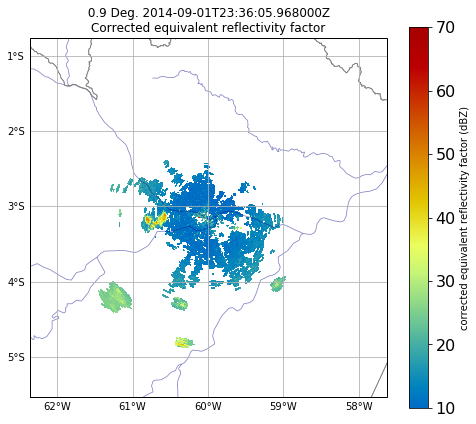 0.9 Deg. 2014-09-01T23:36:05.968000Z
Corrected equivalent reflectivity factor
1°S
2°S
3°S
4°S
5°S
62°W
61°W
60°W
59°W
58°W
70
60
50
40
30
20
10
corrected equivalent reflectivity factor (dBZ)